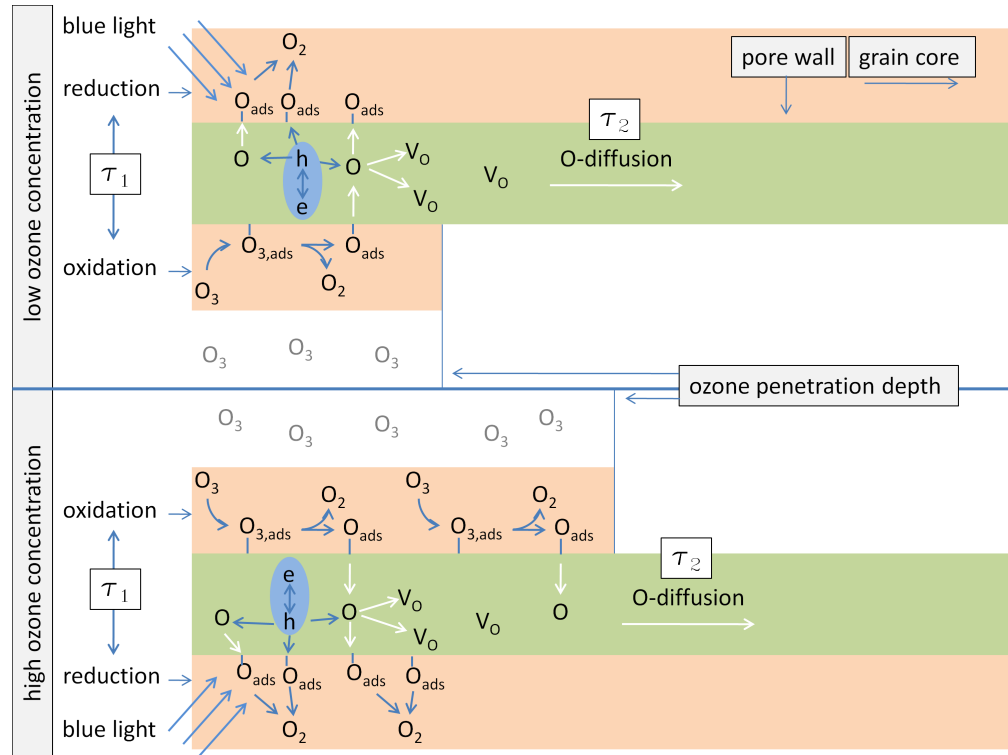 low ozone concentration
blue light
O2
pore wall
grain core
reduction
Oads
Oads
Oads
τ1
O
h
O
VO
VO
VO
τ2
O-diffusion
e
oxidation
O3,ads
Oads
O3
O2
O3
O3
O3
ozone penetration depth
high ozone concentration
O3
O3
O3
O3
O3
O3
O2
O3
O2
oxidation
O3,ads
Oads
O3,ads
Oads
τ1
e
h
O
O
VO
VO
VO
O
τ2
O-diffusion
reduction
Oads
Oads
Oads
Oads
blue light
O2
O2